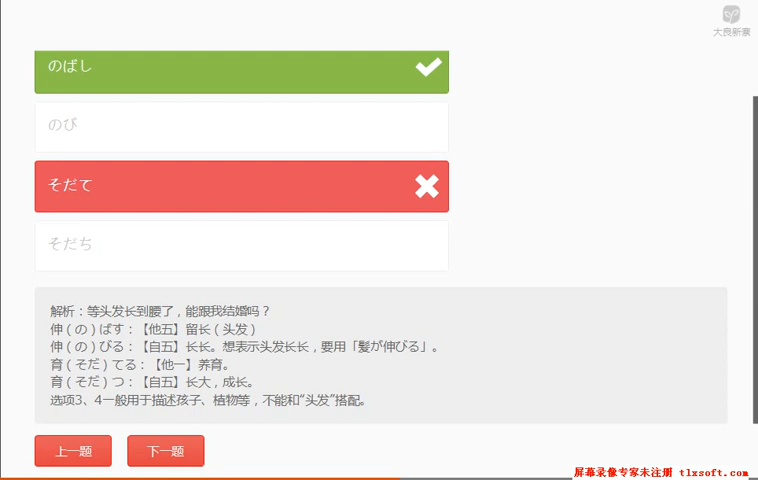 大良新寨
のばし
のび
そだて
そだち
解析：等头发长到腰了，能跟我结婚吗？
伸（の）ばす：【他五】留长（头发）
伸（の）びる：【自五】长长。想表示头发长长，要用「髪が伸びる」。
育（そだ）てる：【他一】养育。
育（そだ）つ：【自五】长大，成长。
选项3、4一般用于描述孩子、植物等，不能和“头发”搭配。
上一题 下一题
屏幕录像专家未注册 tlxsoft.com